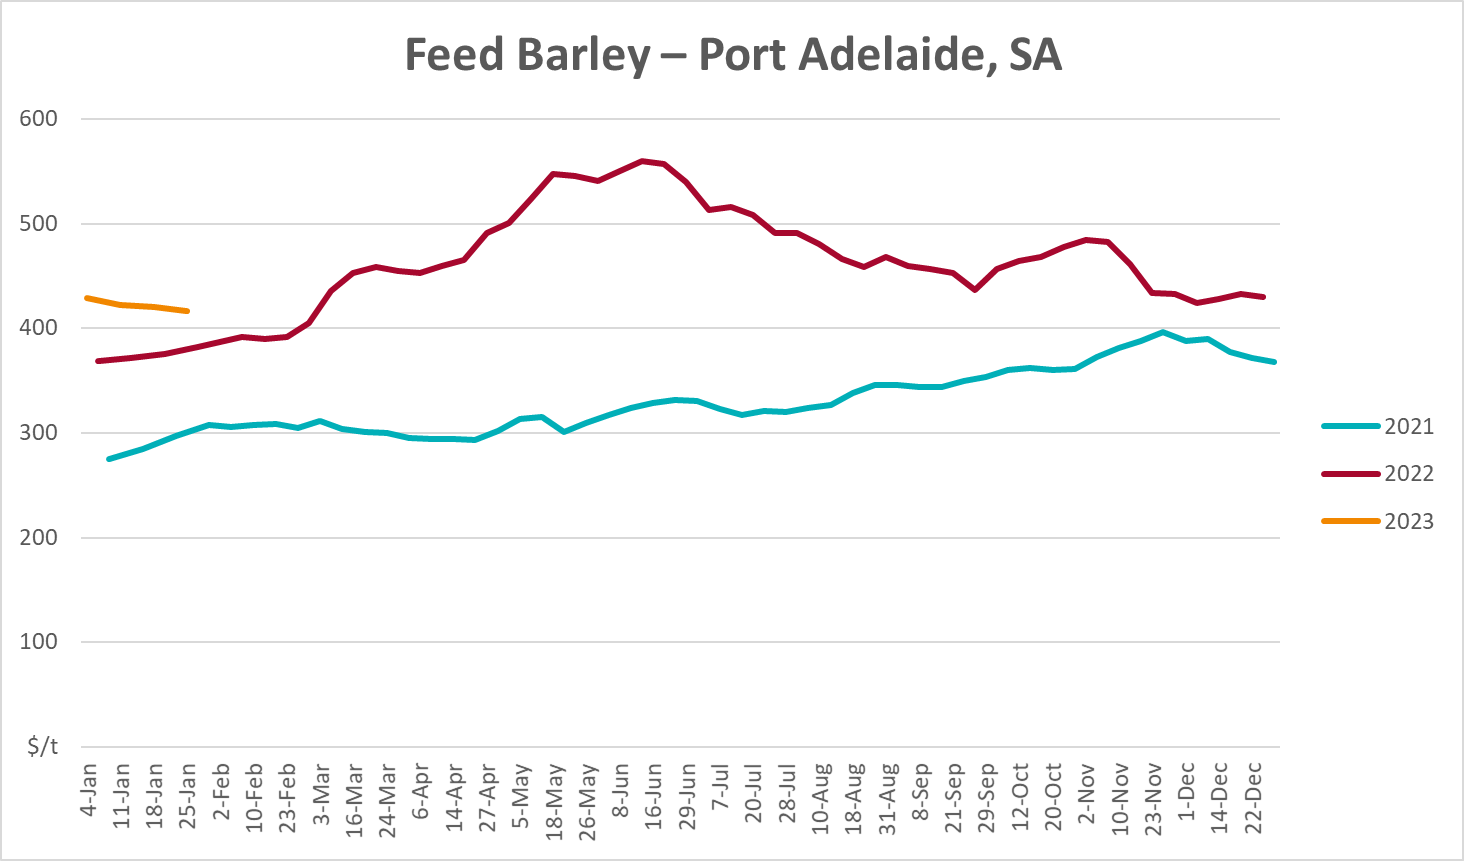 Feed Barley – Port Adelaide, SA
600
500
400
300
200
100
$/t
2021
2022
2023
4-Jan
11-Jan
18-Jan
25-Jan
2-Feb
10-Feb
23-Feb
3-Mar
16-Mar
24-Mar
6-Apr
14-Apr
27-Apr
5-May
18-May
26-May
8-Jun
16-Jun
29-Jun
7-Jul
20-Jul
28-Jul
10-Aug
18-Aug
31-Aug
8-Sep
21-Sep
29-Sep
12-Oct
20-Oct
2-Nov
10-Nov
23-Nov
1-Dec
14-Dec
22-Dec